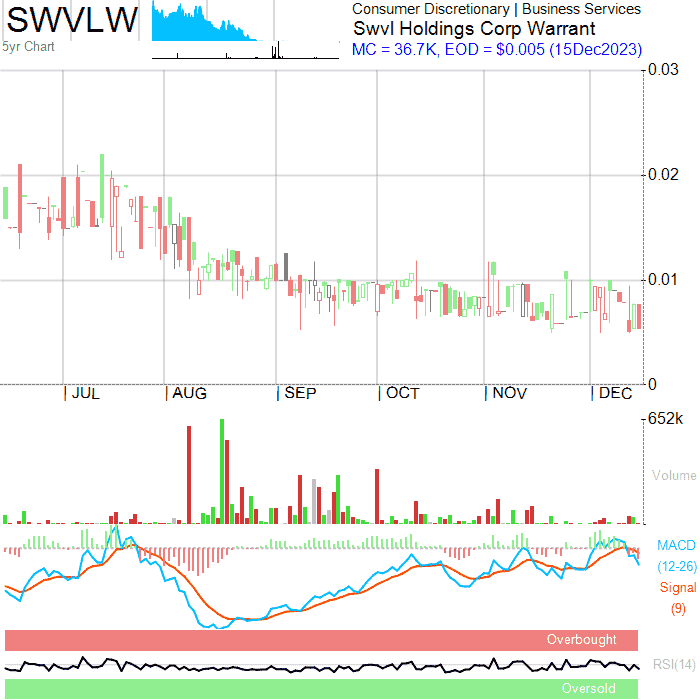 SWVLW
5yr Chart
Consumer Discretionary | Business Services
Swvl Holdings Corp Warrant
MC = 36.7K, EOD = $0.005 (15Dec2023)
0.03
0.02
0.01
0
| JUL | AUG | SEP | OCT | NOV | DEC
652k
Volume
MACD
(12-26)
Signal
(9)
Overbought
RSI(14)
Oversold